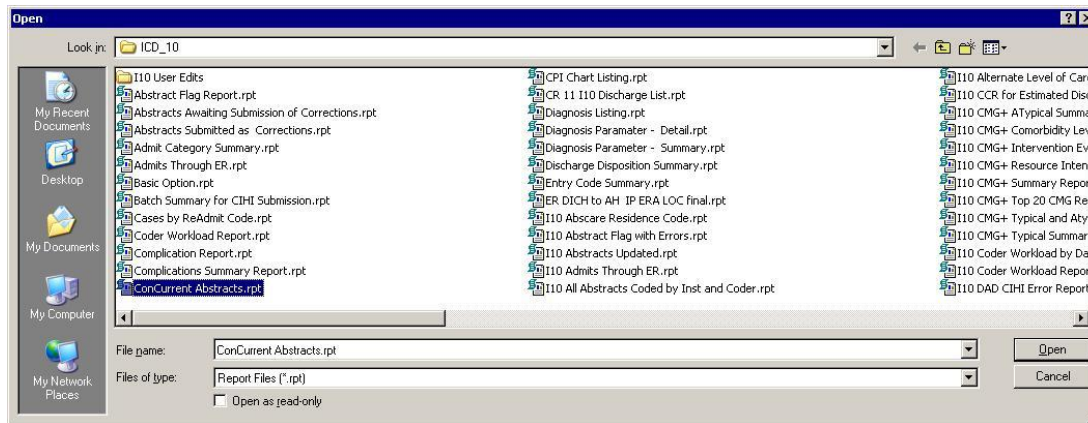 Open
Look in: ICD_10
My Recent Documents
Desktop
My Documents
My Computer
My Network Places
I10 User Edits
Abstract Flag Report.rpt
Abstracts Awaiting Submission of Corrections.rpt
Abstracts Submitted as Corrections.rpt
Admit Category Summary.rpt
Admits Through ER.rpt
Basic Option.rpt
Batch Summary for CIHI Submission.rpt
Cases by ReAdmit Code.rpt
Coder Workload Report.rpt
Complication Report.rpt
Complications Summary Report.rpt
ConCurrent Abstracts.rpt
CPI Chart Listing.rpt
CR 11 I10 Discharge List.rpt
Diagnosis Listing.rpt
Diagnosis Paramater - Detail.rpt
Diagnosis Parameter - Summary.rpt
Discharge Disposition Summary.rpt
Entry Code Summary.rpt
ER DICH to AH IP ERA LOC final.rpt
I10 Abscare Residence Code.rpt
I10 Abstract Flag with Errors.rpt
I10 Abstracts Updated.rpt
I10 Admits Through ER.rpt
I10 All Abstracts Coded by Inst and Coder.rpt
I10 Alternate Level of Car
I10 CCR for Estimated Dis
I10 CMG+ ATypical Summa
I10 CMG+ Comorbidity Lev
I10 CMG+ Intervention Ev
I10 CMG+ Resource Inten
I10 CMG+ Summary Repor
I10 CMG+ Top 20 CMG Re
I10 CMG+ Typical and Aty
I10 CMG+ Typical Summar
I10 Coder Workload by Da
I10 Coder Workload Repor
I10 DAD CIHI Error Report
File name: ConCurrent Abstracts.rpt Open
Files of type: Report Files (*.rpt) Cancel
Open as read-only